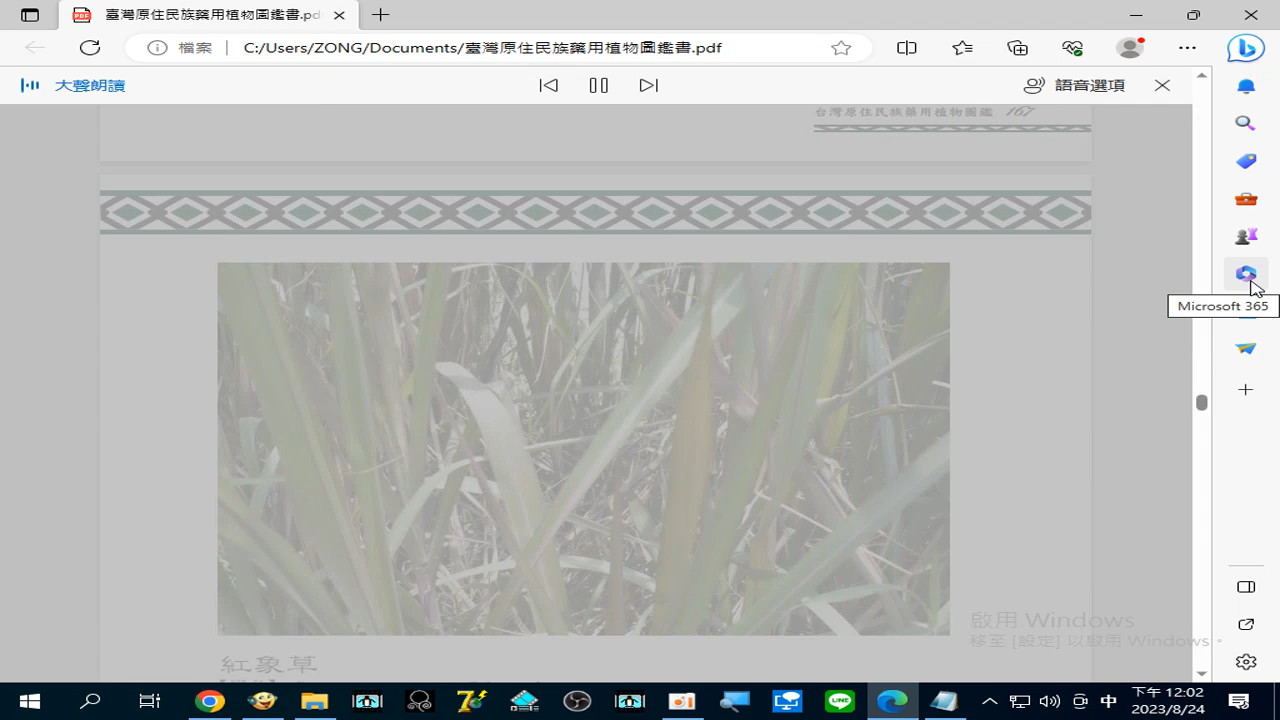 臺灣原住民族藥用植物圖鑑書.pd
檔案
C:/Users/ZONG/Documents/臺灣原住民族藥用植物圖鑑書.pdf
大聲朗讀
語音選項
台灣原住民族藥用植物圖鑑 167
Microsoft 365
啟用 Windows
移至 [設定] 以啟用 Windows。
紅象草
中
下午 12:02
2023/8/24